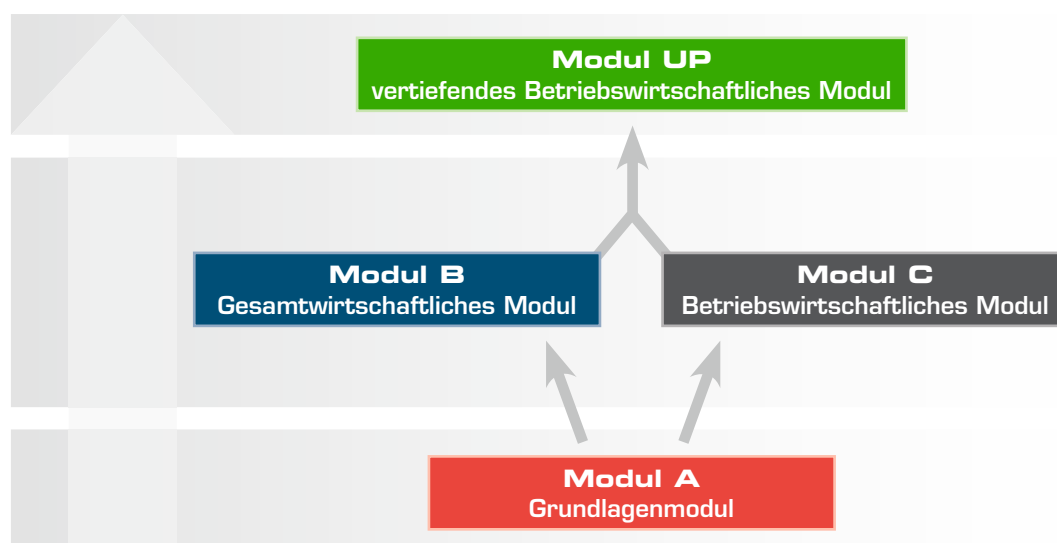 Modul UP
vertiefendes Betriebswirtschaftliches Modul
Modul B
Gesamtwirtschaftliches Modul
Modul C
Betriebswirtschaftliches Modul
Modul A
Grundlagenmodul